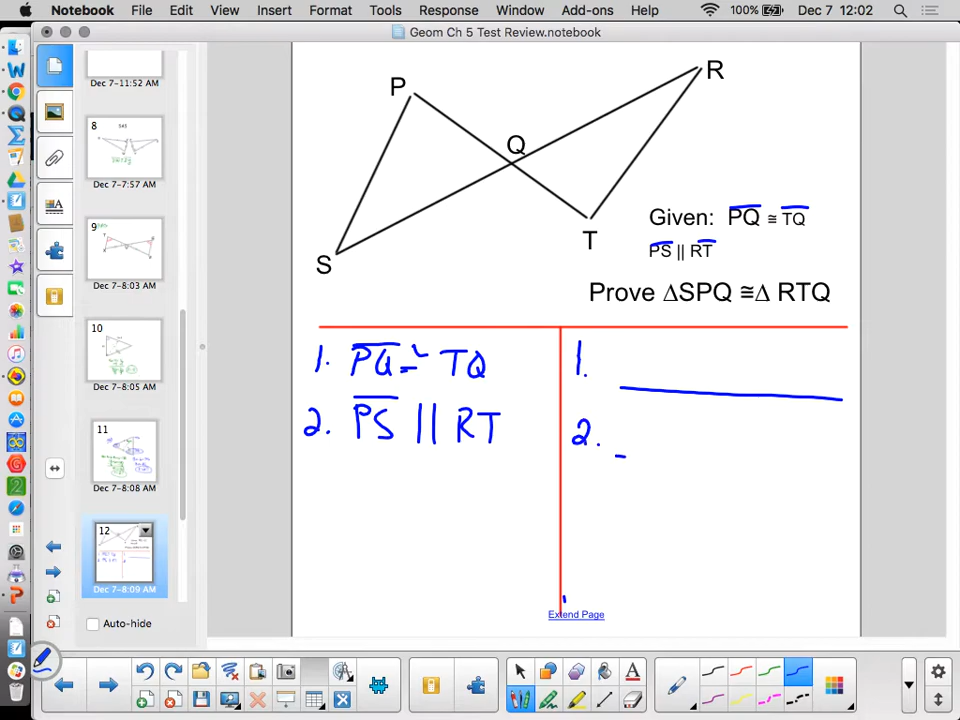 Notebook File Edit View Insert Format Tools Response Window Add-ons Help 100% Dec 7 12:02
Geom Ch 5 Test Review.notebook
Dec 7-11:52 AM
8
Dec 7-7:57 AM
9
Dec 7-8:03 AM
10
Dec 7-8:05 AM
11
Dec 7-8:08 AM
12
Dec 7-8:09 AM
Auto-hide
P
R
Q
T
S
Given: PQ ≅ TQ
PS || RT
Prove ΔSPQ ≅Δ RTQ
1. PQ ≅ TQ
1.
2. PS || RT
2.
Extend Page